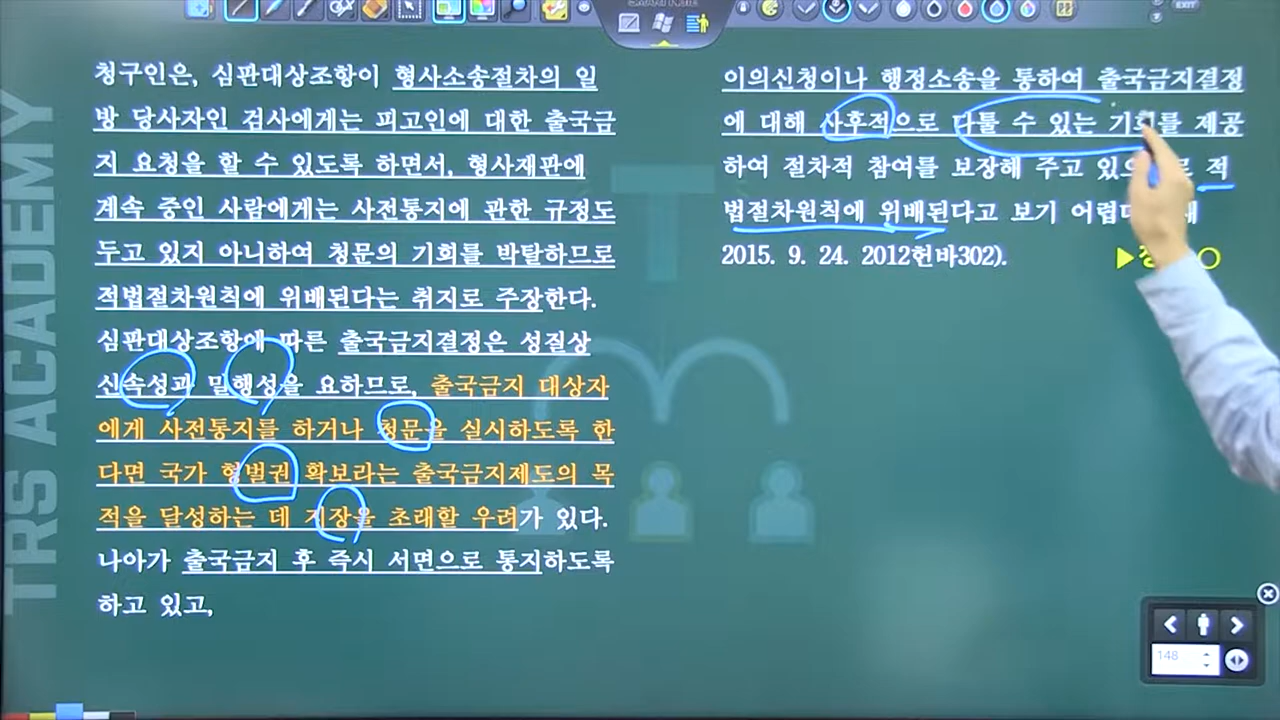 EXIT
청구인은, 심판대상조항이 형사소송절차의 일
방 당사자인 검사에게는 피고인에 대한 출국금
지 요청을 할 수 있도록 하면서, 형사재판에
계속 중인 사람에게는 사전통지에 관한 규정도
두고 있지 아니하여 청문의 기회를 박탈하므로
적법절차원칙에 위배된다는 취지로 주장한다.
심판대상조항에 따른 출국금지결정은 성질상
신속성과 밀행성을 요하므로, 출국금지 대상자
에게 사전통지를 하거나 청문을 실시하도록 한
다면 국가 형벌권 확보라는 출국금지제도의 목
적을 달성하는 데 지장을 초래할 우려가 있다.
나아가 출국금지 후 즉시 서면으로 통지하도록
하고 있고,
이의신청이나 행정소송을 통하여 출국금지결정
에 대해 사후적으로 다툴 수 있는 기회를 제공
하여 절차적 참여를 보장해 주고 있으 적
법절차원칙에 위배된다고 보기 어렵
2015. 9. 24. 2012헌바302).
TRS ACADEMY
148